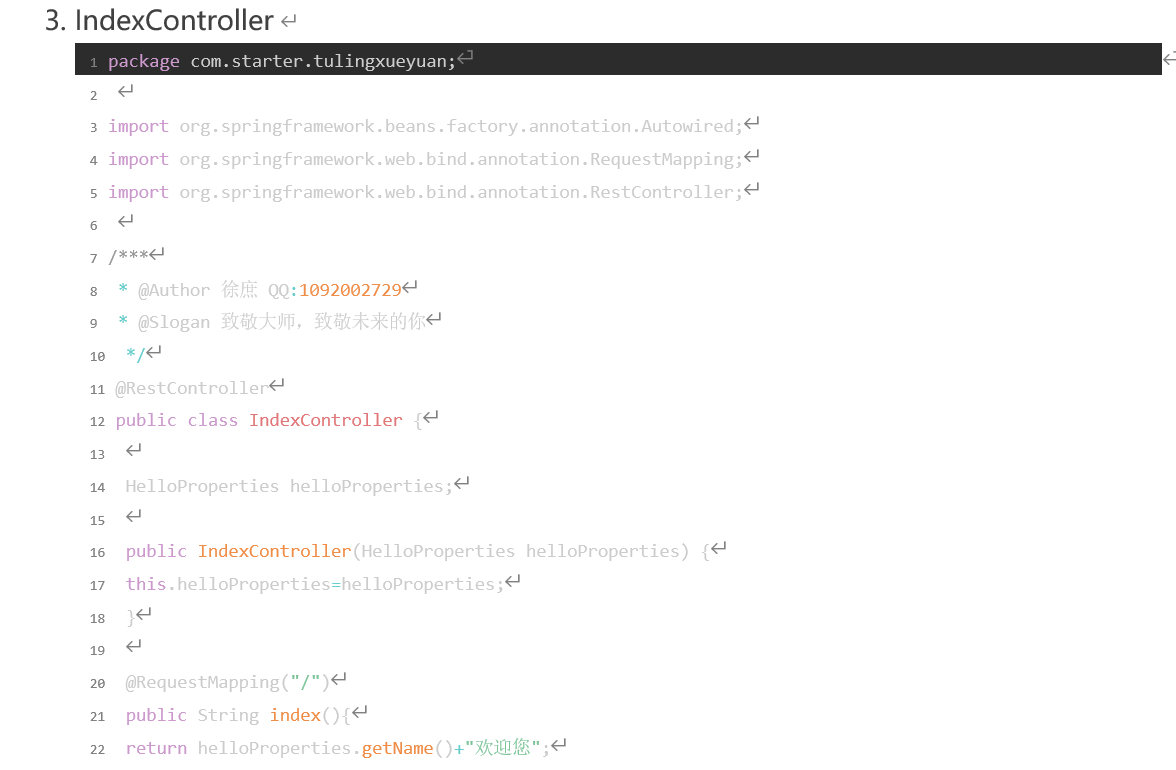 3. IndexController ↵
1 package com.starter.tulingxueyuan;↵
2 ↵
3 import org.springframework.beans.factory.annotation.Autowired;↵
4 import org.springframework.web.bind.annotation.RequestMapping;↵
5 import org.springframework.web.bind.annotation.RestController;↵
6 ↵
7 /***↵
8 * @Author 徐庶 QQ:1092002729↵
9 * @Slogan 致敬大师，致敬未来的你↵
10 */↵
11 @RestController↵
12 public class IndexController {↵
13 ↵
14 HelloProperties helloProperties;↵
15 ↵
16 public IndexController(HelloProperties helloProperties) {↵
17 this.helloProperties=helloProperties;↵
18 }↵
19 ↵
20 @RequestMapping("/")↵
21 public String index(){↵
22 return helloProperties.getName()+"欢迎您";↵